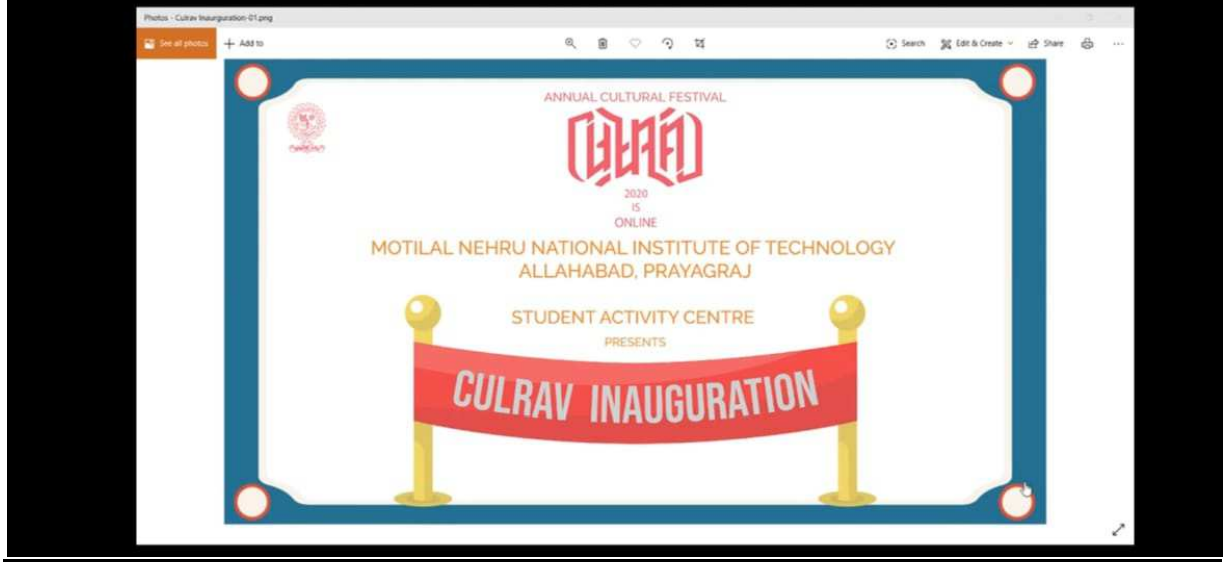 Photos - Culrav Inaurguration-01.png
See all photos
Add to
Search
Edit & Create
Share
ANNUAL CULTURAL FESTIVAL
2020
IS
ONLINE
MOTILAL NEHRU NATIONAL INSTITUTE OF TECHNOLOGY
ALLAHABAD, PRAYAGRAJ
STUDENT ACTIVITY CENTRE
PRESENTS
CULRAV INAUGURATION